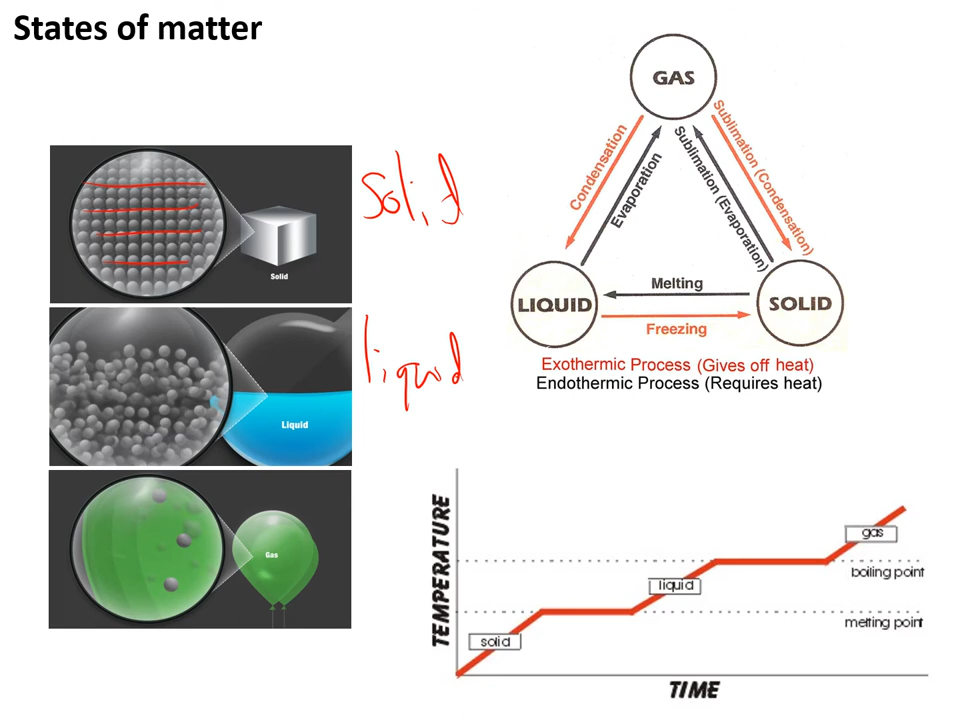 States of matter
Solid
Solid
Liquid
liquid
Gas
GAS
Condensation
Evaporation
Sublimation (Evaporation)
Sublimation (Condensation)
LIQUID
Melting
Freezing
SOLID
Exothermic Process (Gives off heat)
Endothermic Process (Requires heat)
TEMPERATURE
gas
boiling point
liquid
melting point
solid
TIME